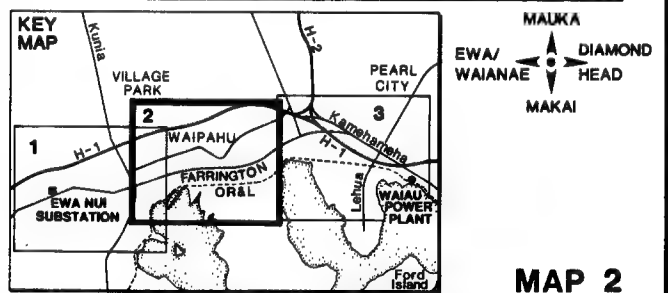 KEY
MAP
Kunia
H-2
VILLAGE
PARK
PEARL
CITY
1
2
3
WAIPAHU
H-1
Kamehameha
H-1
FARRINGTON
OR&L
EWA NUI
SUBSTATION
Lehua
WAIAU
POWER
PLANT
Ford
Island
MAUKA
EWA/
WAIANAE
DIAMOND
HEAD
MAKAI
MAP 2